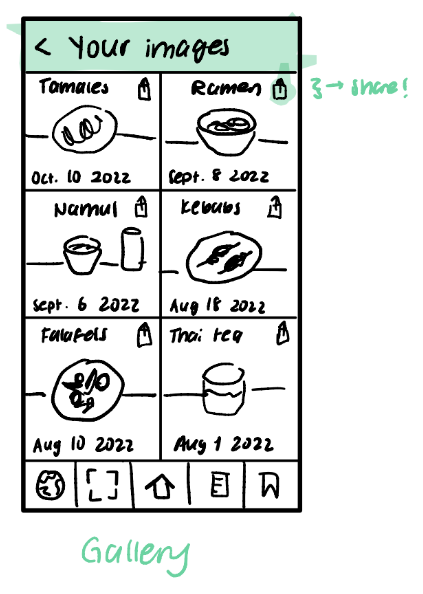 < Your images
Tamales
Ramen
→ share!
Oct. 10 2022
Sept. 8 2022
Namul
Kebabs
Sept. 6 2022
Aug 18 2022
Falafels
Thai tea
Aug 10 2022
Aug 1 2022
Gallery